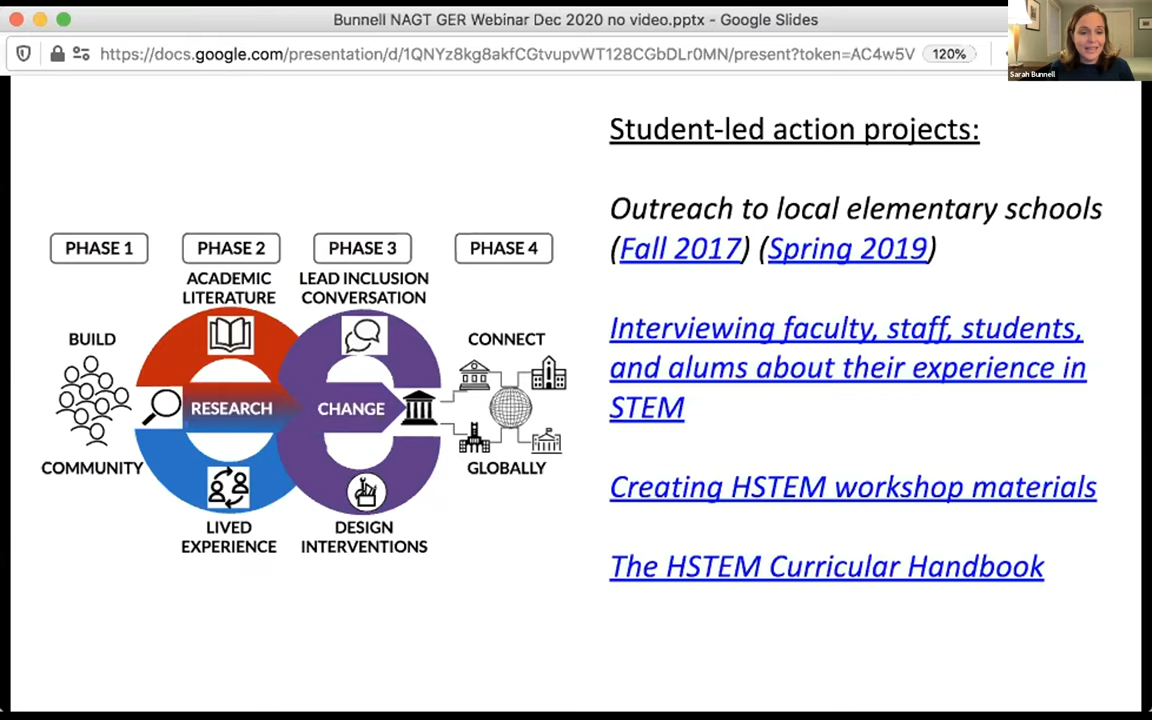 Bunnell NAGT GER Webinar Dec 2020 no video.pptx - Google Slides
https://docs.google.com/presentation/d/1QNYz8kg8akfCGtvupvWT128CGbDLr0MN/present?token=AC4w5V
120%
Sarah Bunnell
Student-led action projects:
Outreach to local elementary schools
(Fall 2017) (Spring 2019)
Interviewing faculty, staff, students,
and alums about their experience in
STEM
Creating HSTEM workshop materials
The HSTEM Curricular Handbook
PHASE 1
PHASE 2
PHASE 3
PHASE 4
ACADEMIC
LITERATURE
LEAD INCLUSION
CONVERSATION
BUILD
COMMUNITY
RESEARCH
CHANGE
CONNECT
GLOBALLY
LIVED
EXPERIENCE
DESIGN
INTERVENTIONS